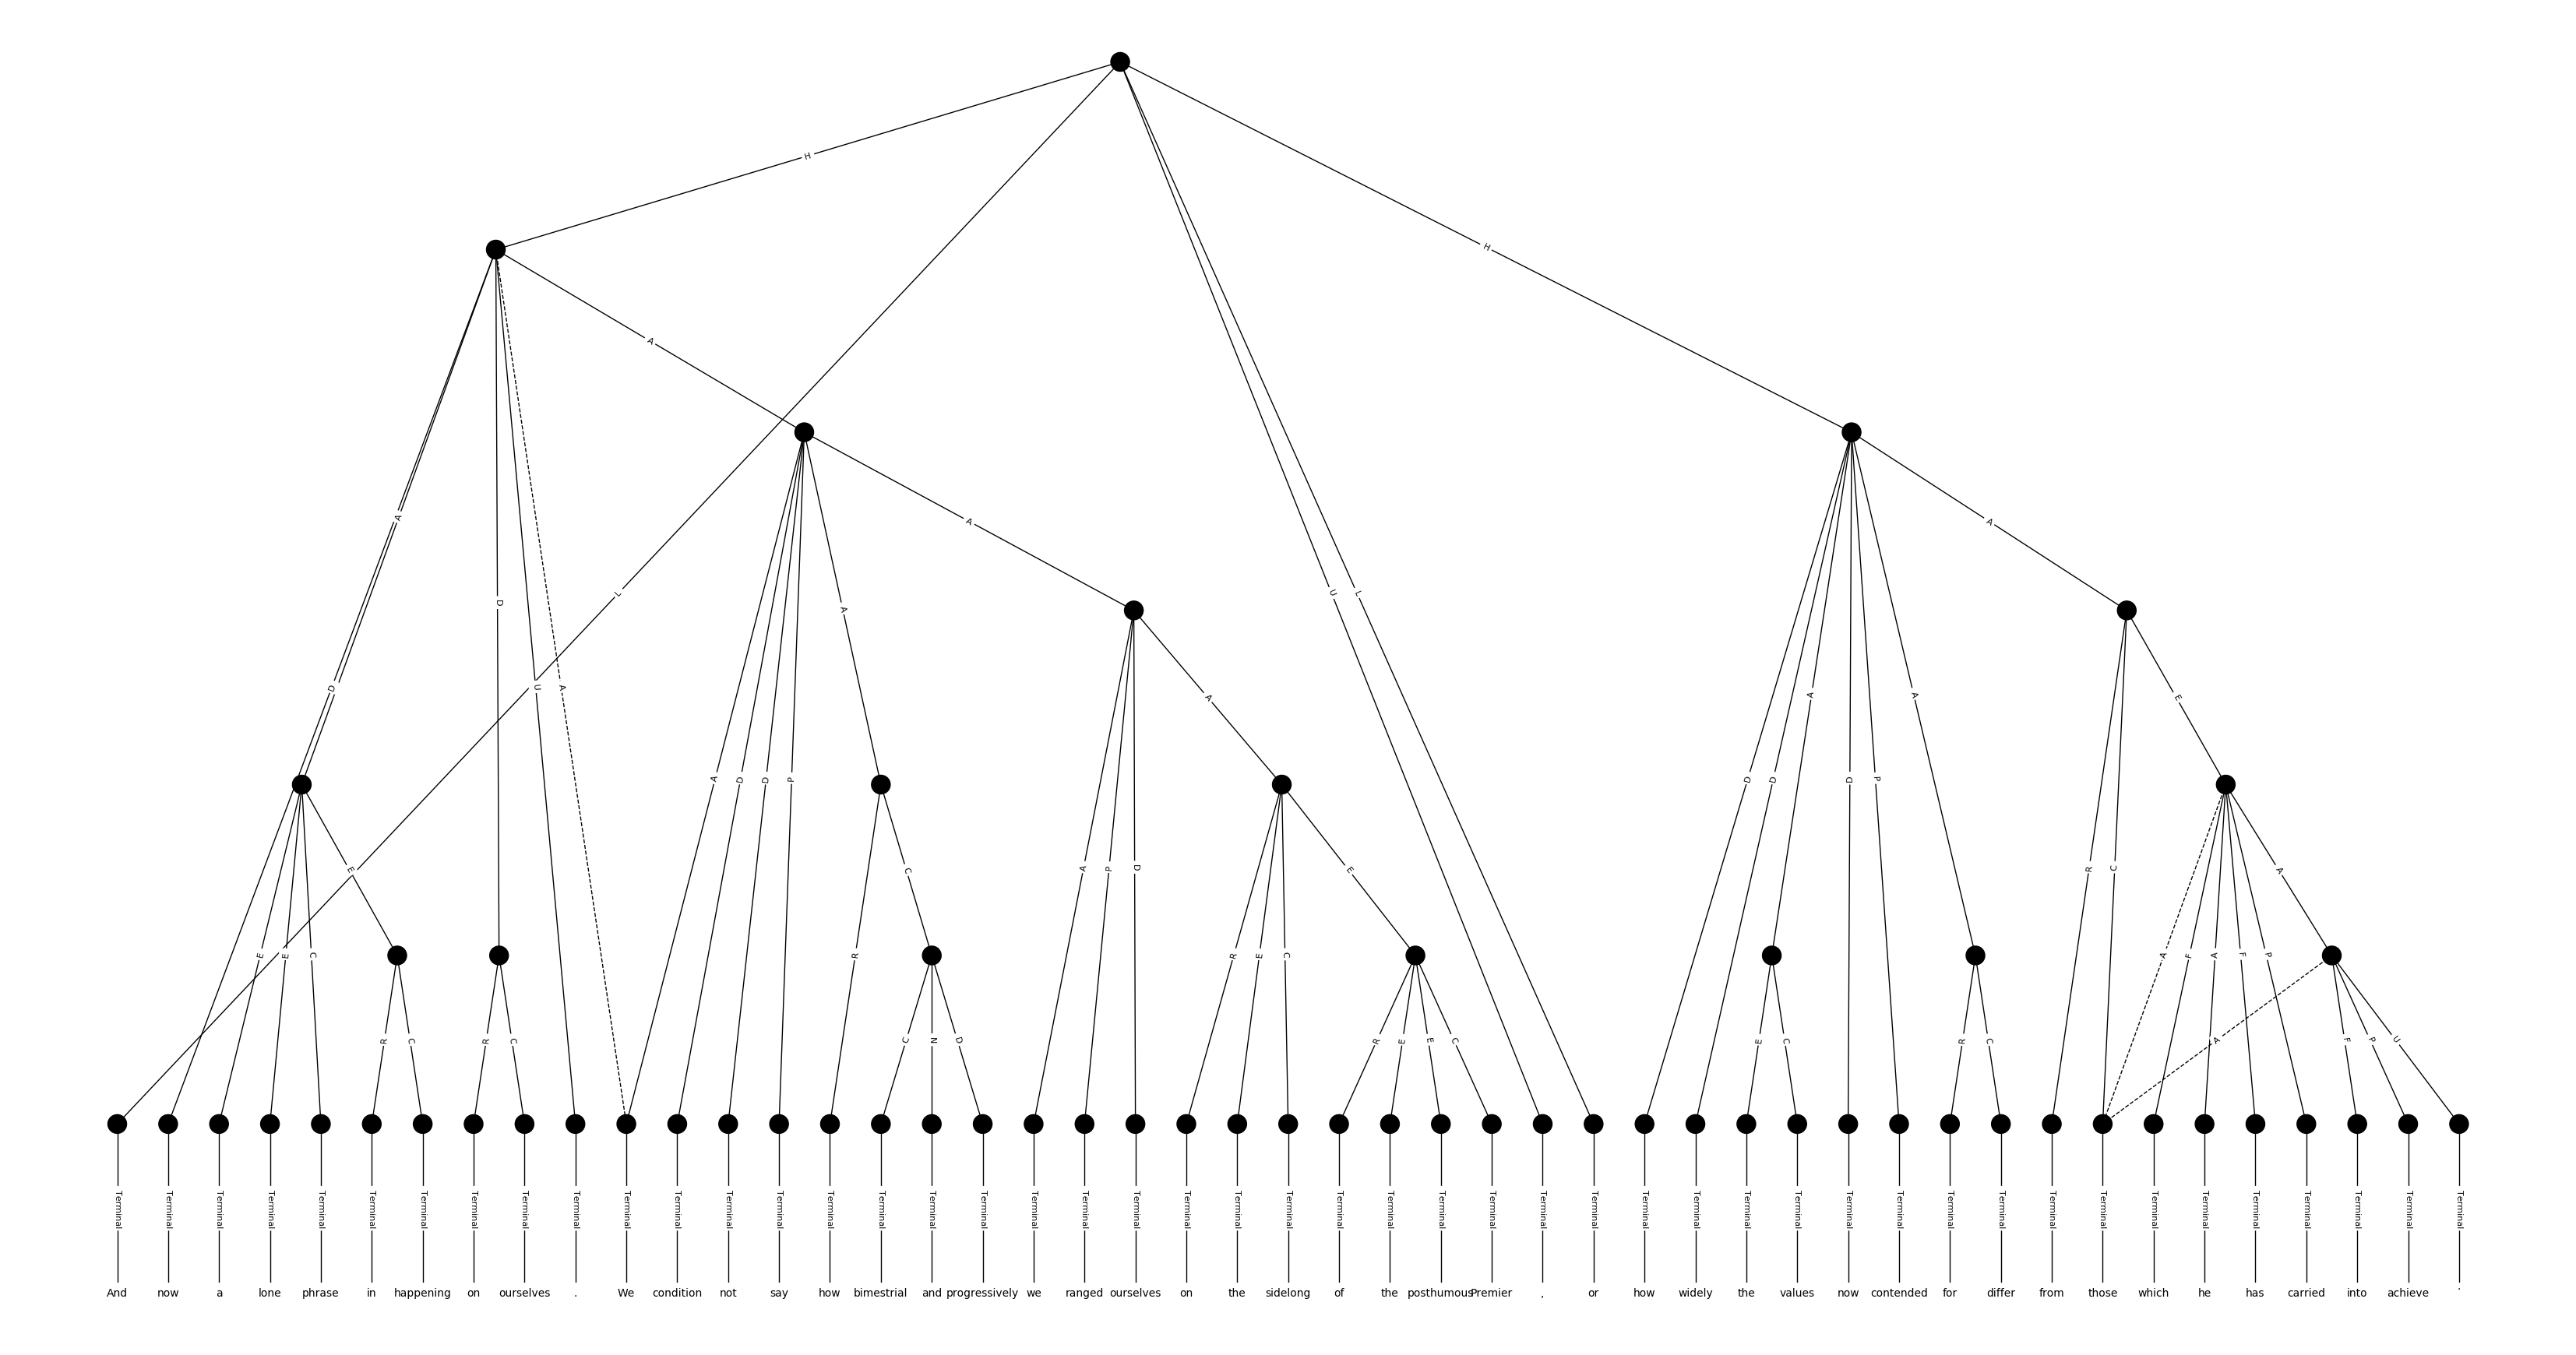 H
H
A
A A A
L U L
D A
D U A A A A E
A D D P D D D P
E C A P D E R C A
E E C R R E C A F A F P
R C R C C N D R E E C E C R C A F P U
Terminal Terminal Terminal Terminal Terminal Terminal Terminal Terminal Terminal Terminal Terminal Terminal Terminal Terminal Terminal Terminal Terminal Terminal Terminal Terminal Terminal Terminal Terminal Terminal Terminal Terminal Terminal Terminal Terminal Terminal Terminal Terminal Terminal Terminal Terminal Terminal Terminal Terminal Terminal Terminal Terminal Terminal Terminal Terminal Terminal Terminal Terminal
And now a lone phrase in happening on ourselves . We condition not say how bimestrial and progressively we ranged ourselves on the sidelong of the posthumous Premier , or how widely the values now contended for differ from those which he has carried into achieve '